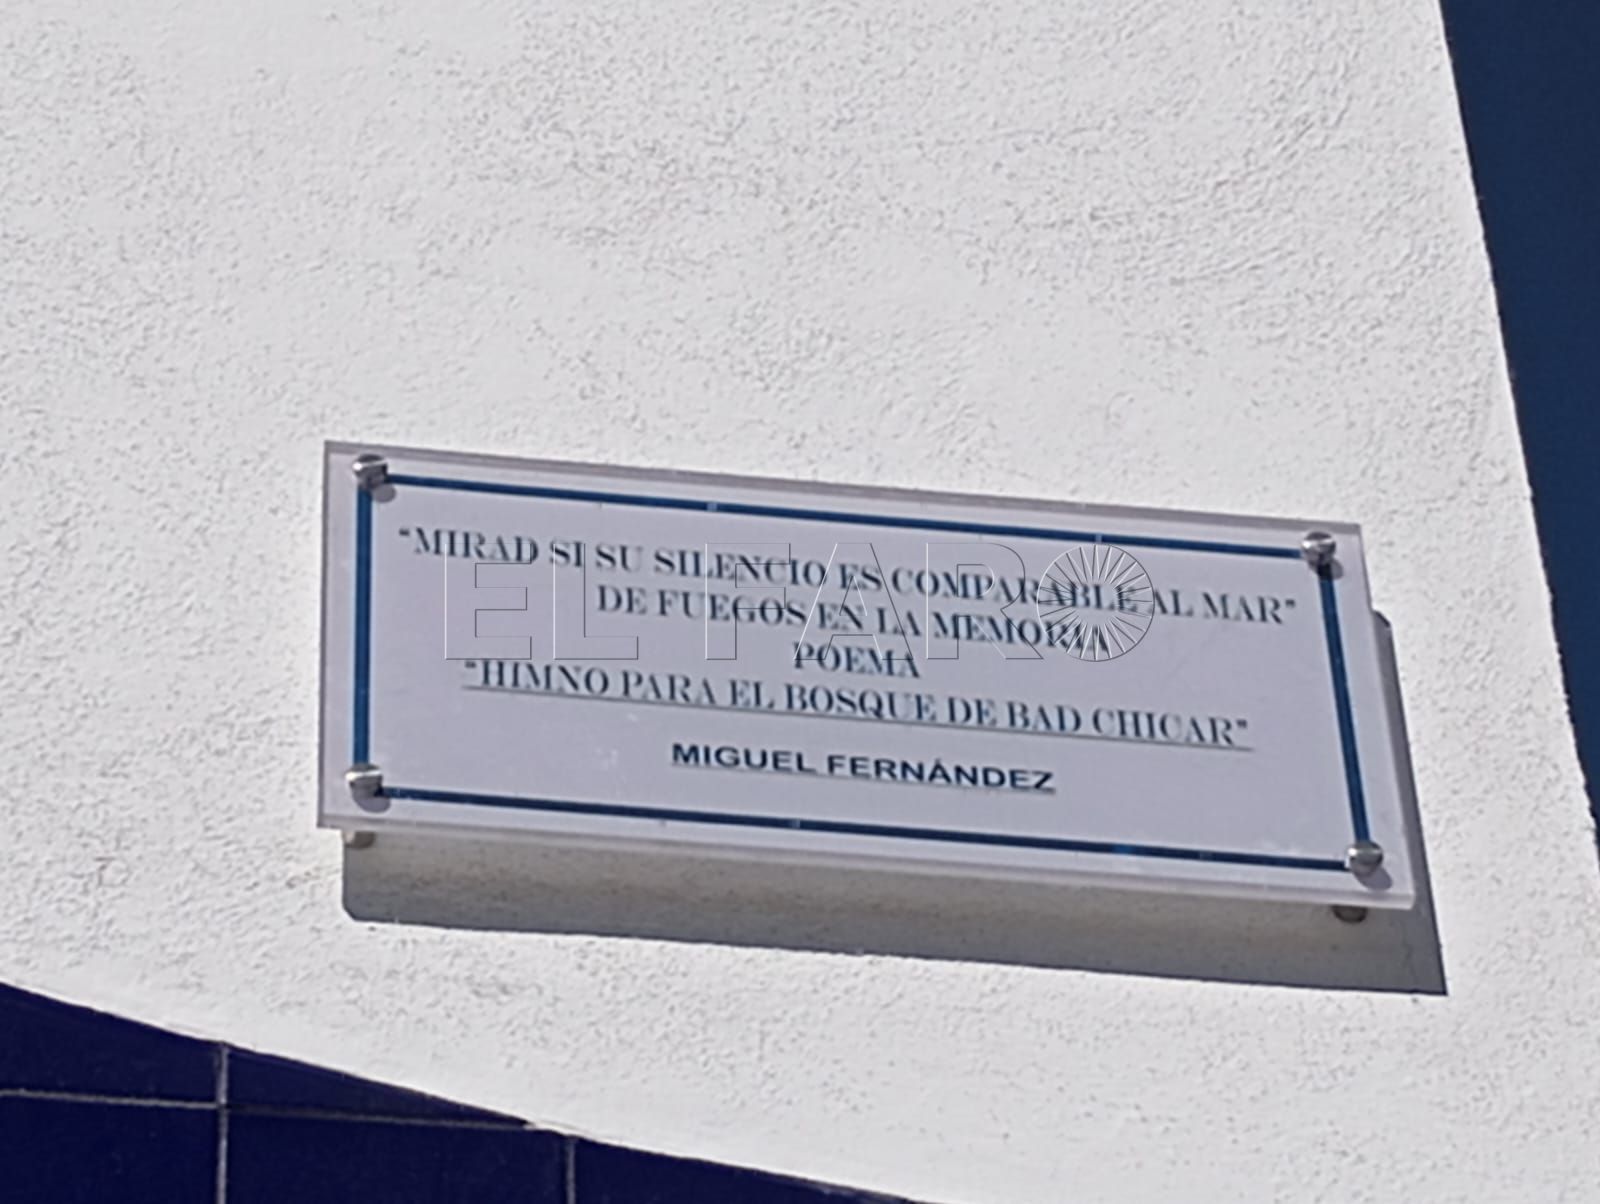 "MIRAD SI SU SILENCIO ES COMPARABLE AL MAR"
DE FUEGOS EN LA MEMORIA
POEMA
"HIMNO PARA EL BOSQUE DE BAD CHICAR"
MIGUEL FERNÁNDEZ
EL FARO